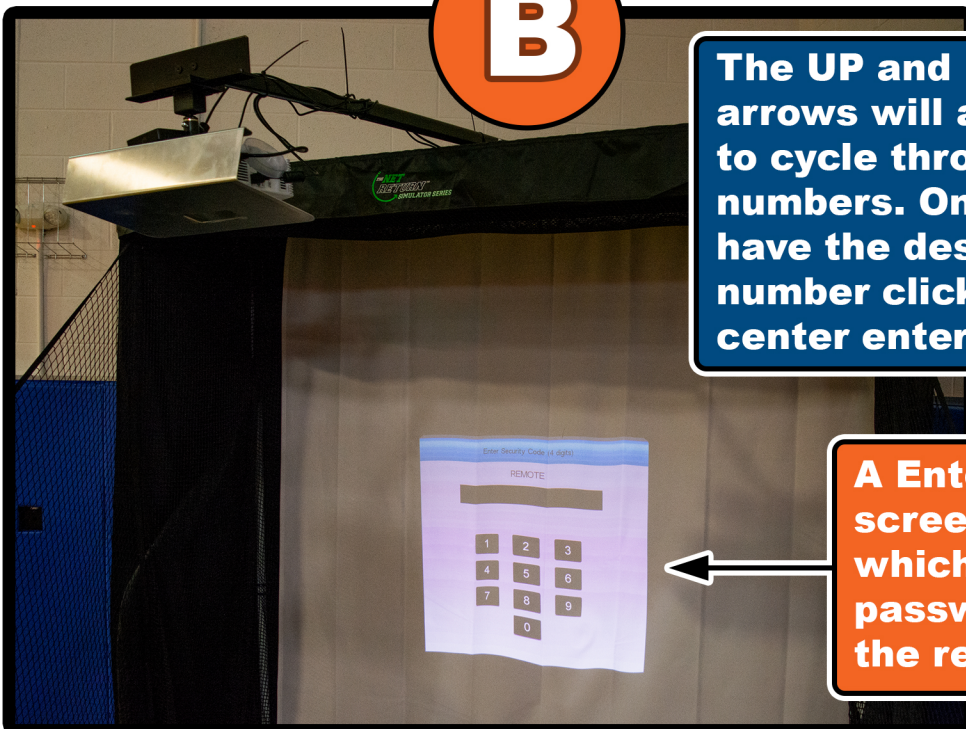 B
The UP and
arrows will a
to cycle thro
numbers. On
have the des
number click
center enter
THE NET
RETURN™
SIMULATOR SERIES
Enter Security Code (4 digits)
REMOTE
1 2 3
4 5 6
7 8 9
0
A Ente
scree
which
passw
the re